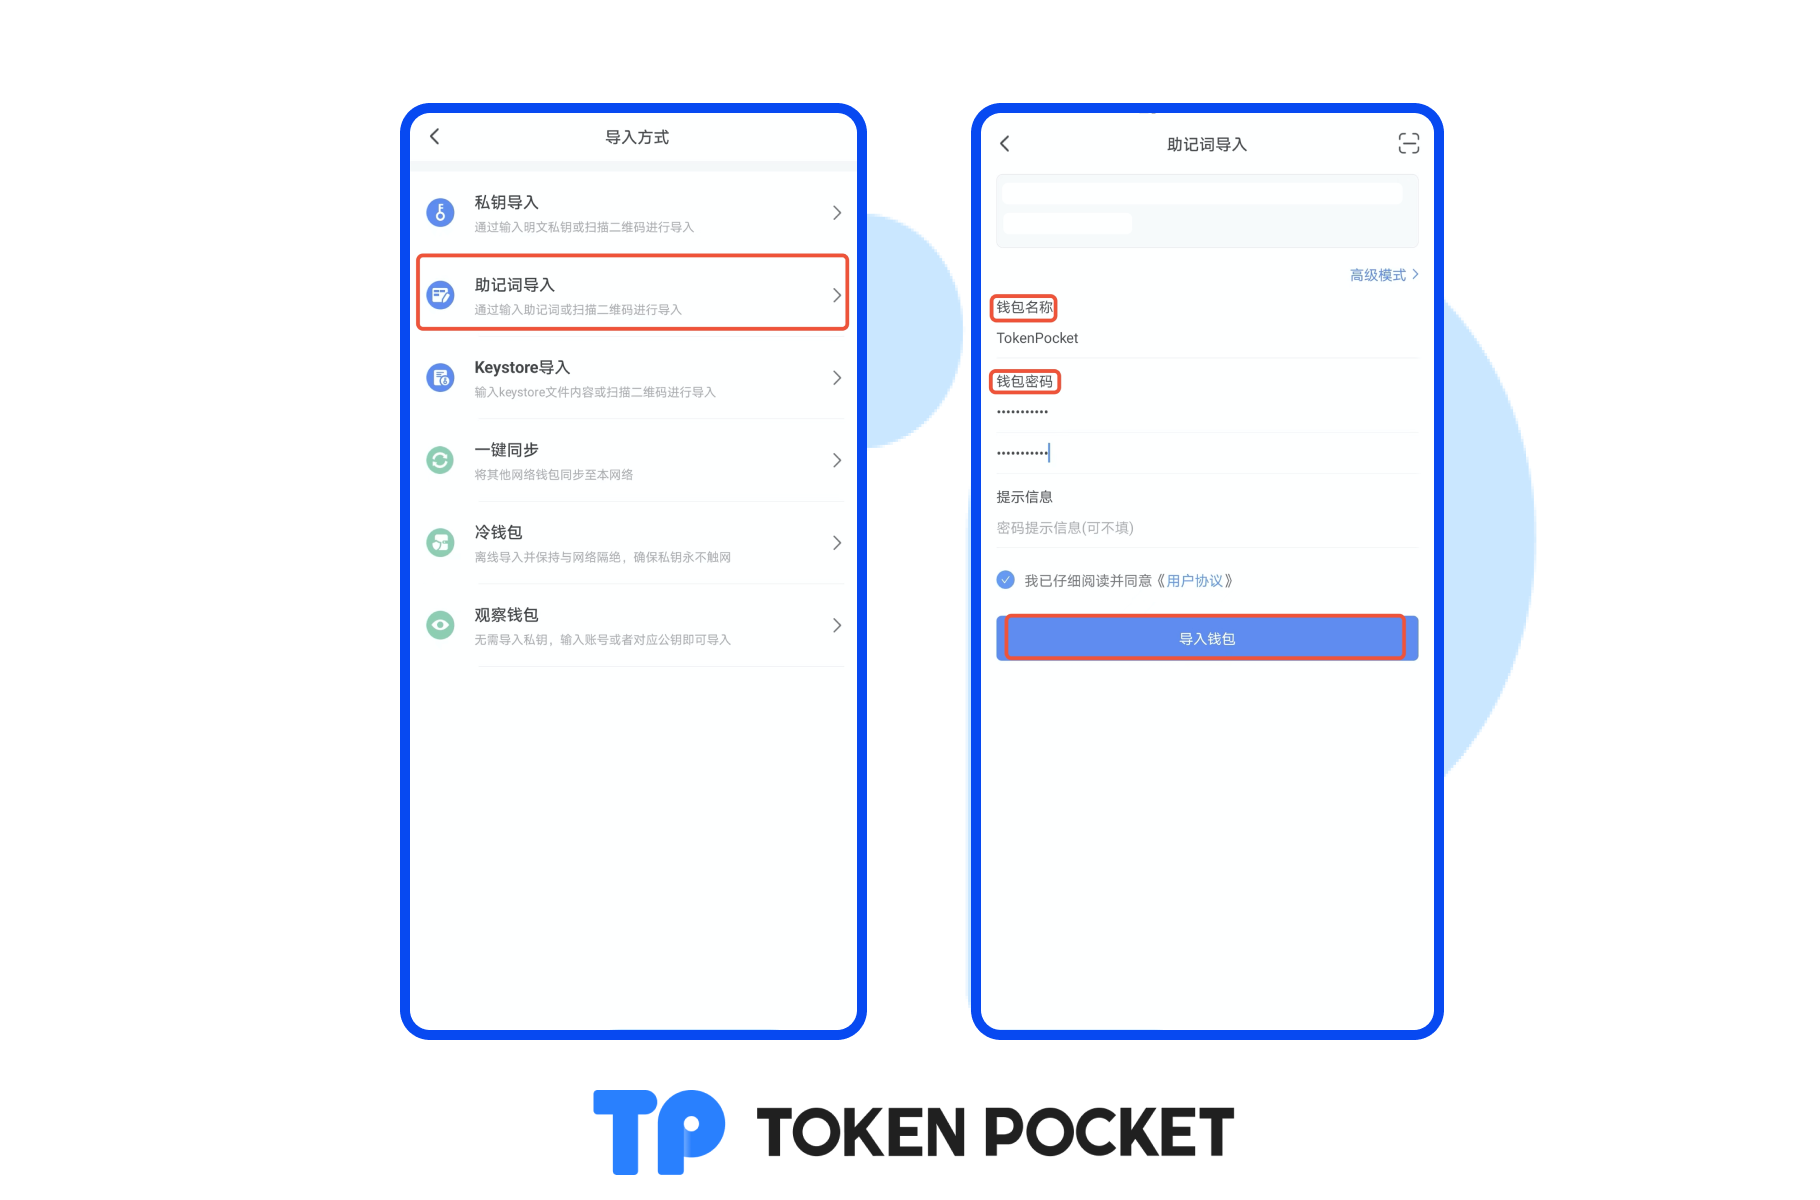 导入方式
私钥导入
通过输入明文私钥或扫描二维码进行导入
助记词导入
通过输入助记词或扫描二维码进行导入
Keystore导入
输入keystore文件内容或扫描二维码进行导入
一键同步
将其他网络钱包同步至本网络
冷钱包
离线导入并保持与网络隔绝，确保私钥永不触网
观察钱包
无需导入私钥，输入账号或者对应公钥即可导入
助记词导入
高级模式
钱包名称
TokenPocket
钱包密码
•••••••••••
•••••••••••
提示信息
密码提示信息(可不填)
我已仔细阅读并同意《用户协议》
导入钱包
TP TOKEN POCKET